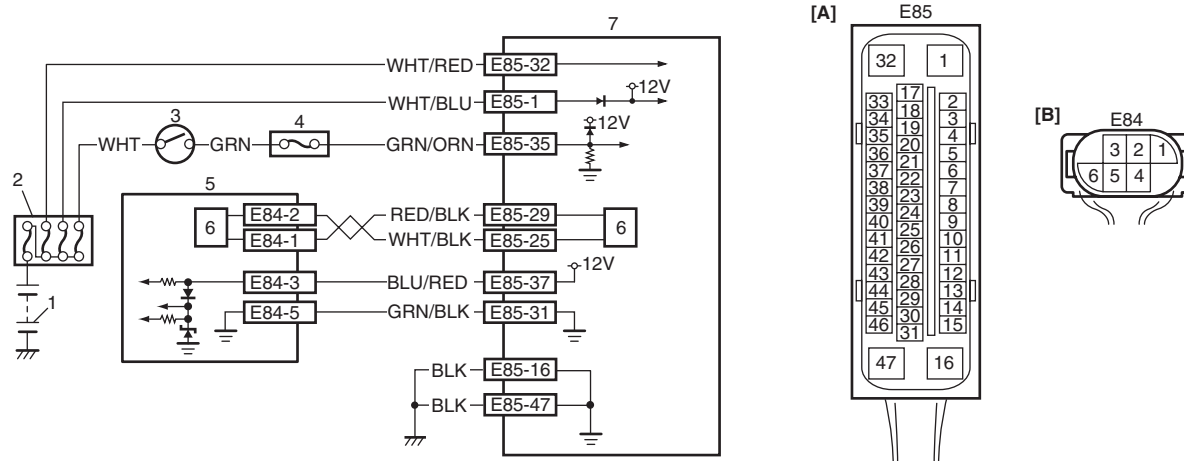 7
WHT/RED E85-32
WHT/BLU E85-1 12V
3 4 12V
WHT GRN GRN/ORN E85-35
2
5
6 E84-2 RED/BLK E85-29 6
E84-1 WHT/BLK E85-25
12V
E84-3 BLU/RED E85-37
1
E84-5 GRN/BLK E85-31
BLK E85-16
BLK E85-47
[A] E85
32 1
17
33 2
18
34 3
19
35 4
20
36 5
21
37 6
22
38 7
23
39 8
24
40 9
25
41 10
26
42 11
27
43 12
28
44 13
29
45 14
30
46 15
31
47 16
[B] E84
3 2 1
6 5 4